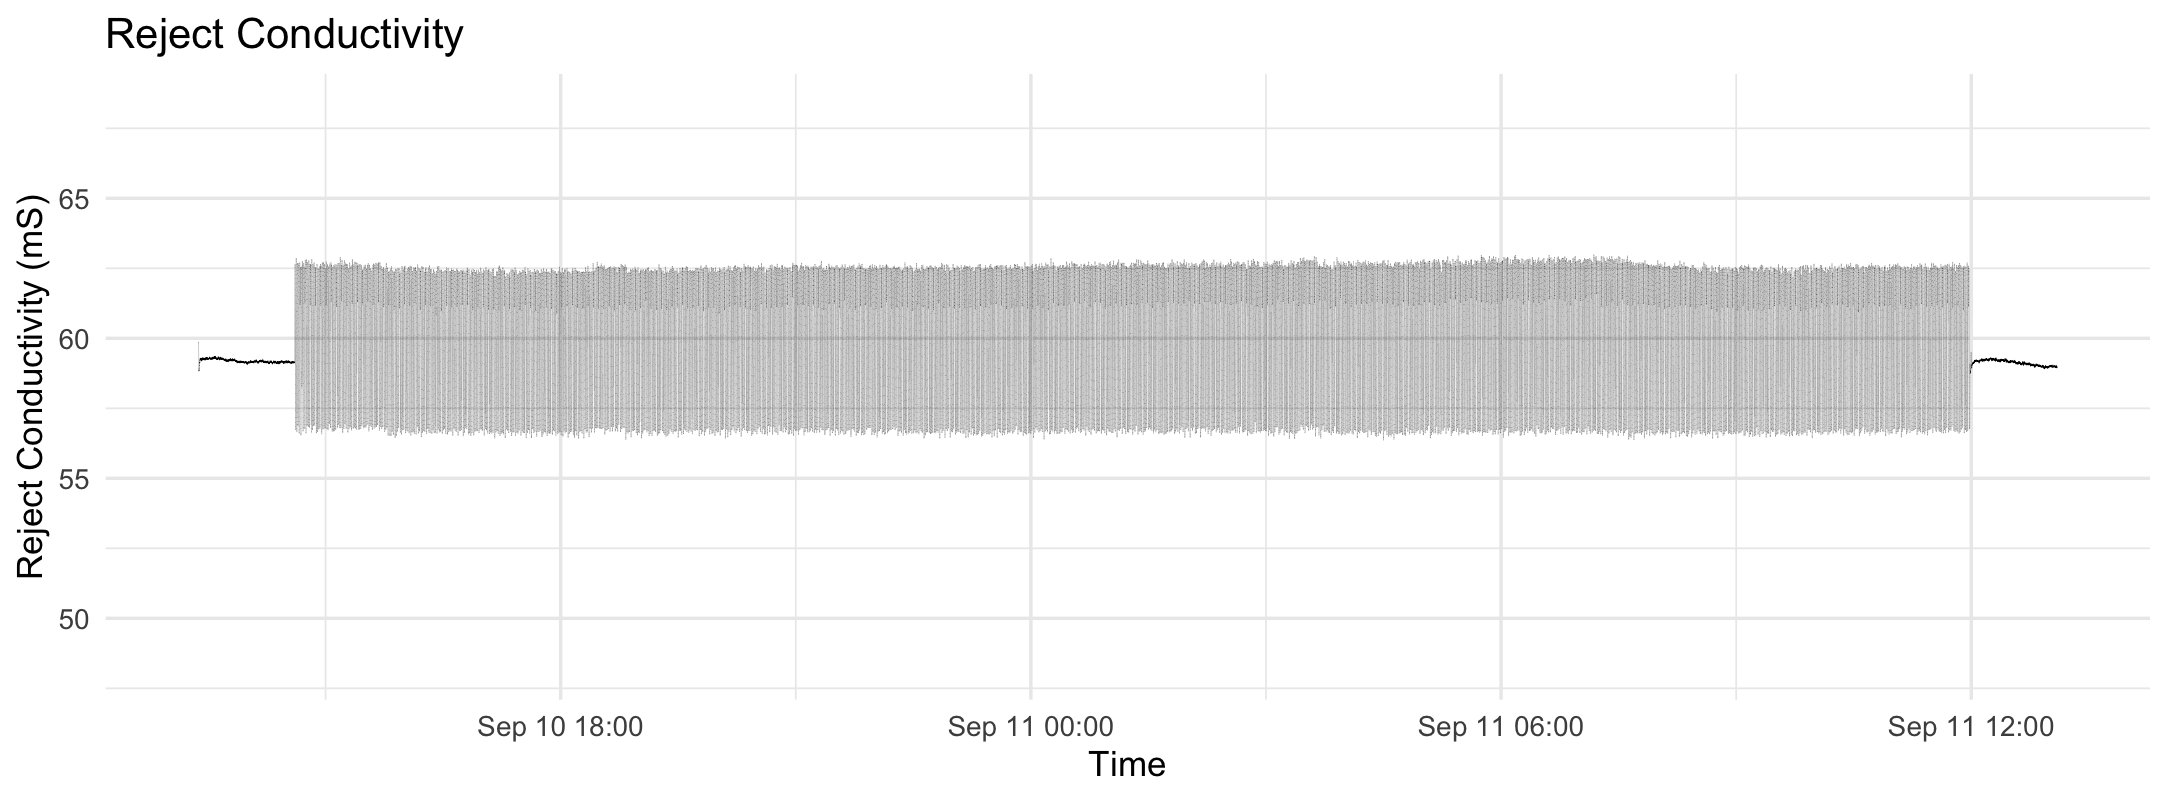 Reject Conductivity
Reject Conductivity (mS)
65
60
55
50
Sep 10 18:00
Sep 11 00:00
Sep 11 06:00
Sep 11 12:00
Time